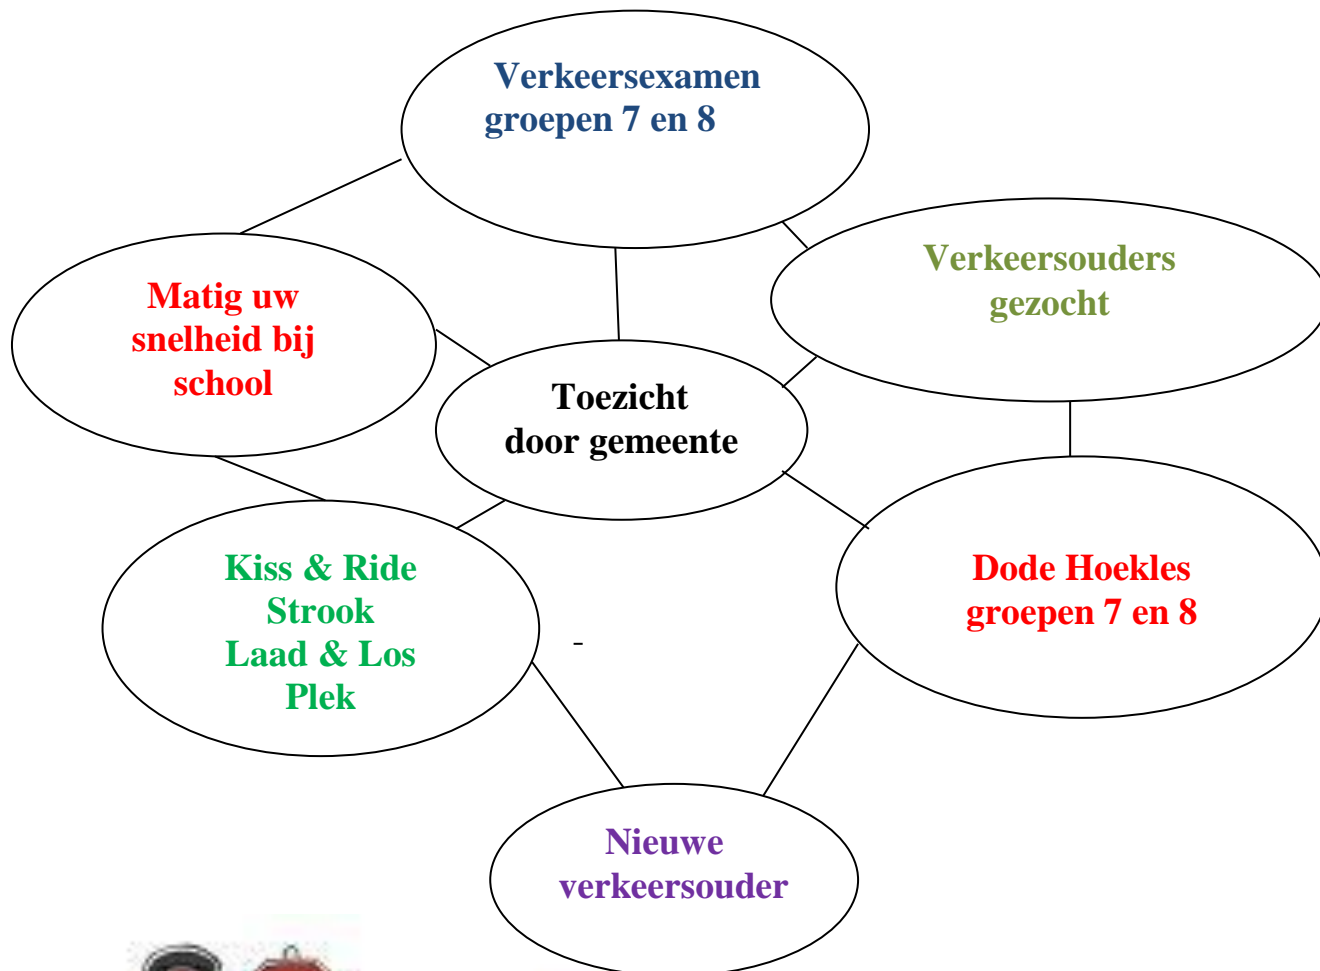 Verkeersexamen
groepen 7 en 8
Verkeersouders
gezocht
Matig uw
snelheid bij
school
Toezicht
door gemeente
Kiss & Ride
Strook
Laad & Los
Plek
-
Dode Hoekles
groepen 7 en 8
Nieuwe
verkeersouder